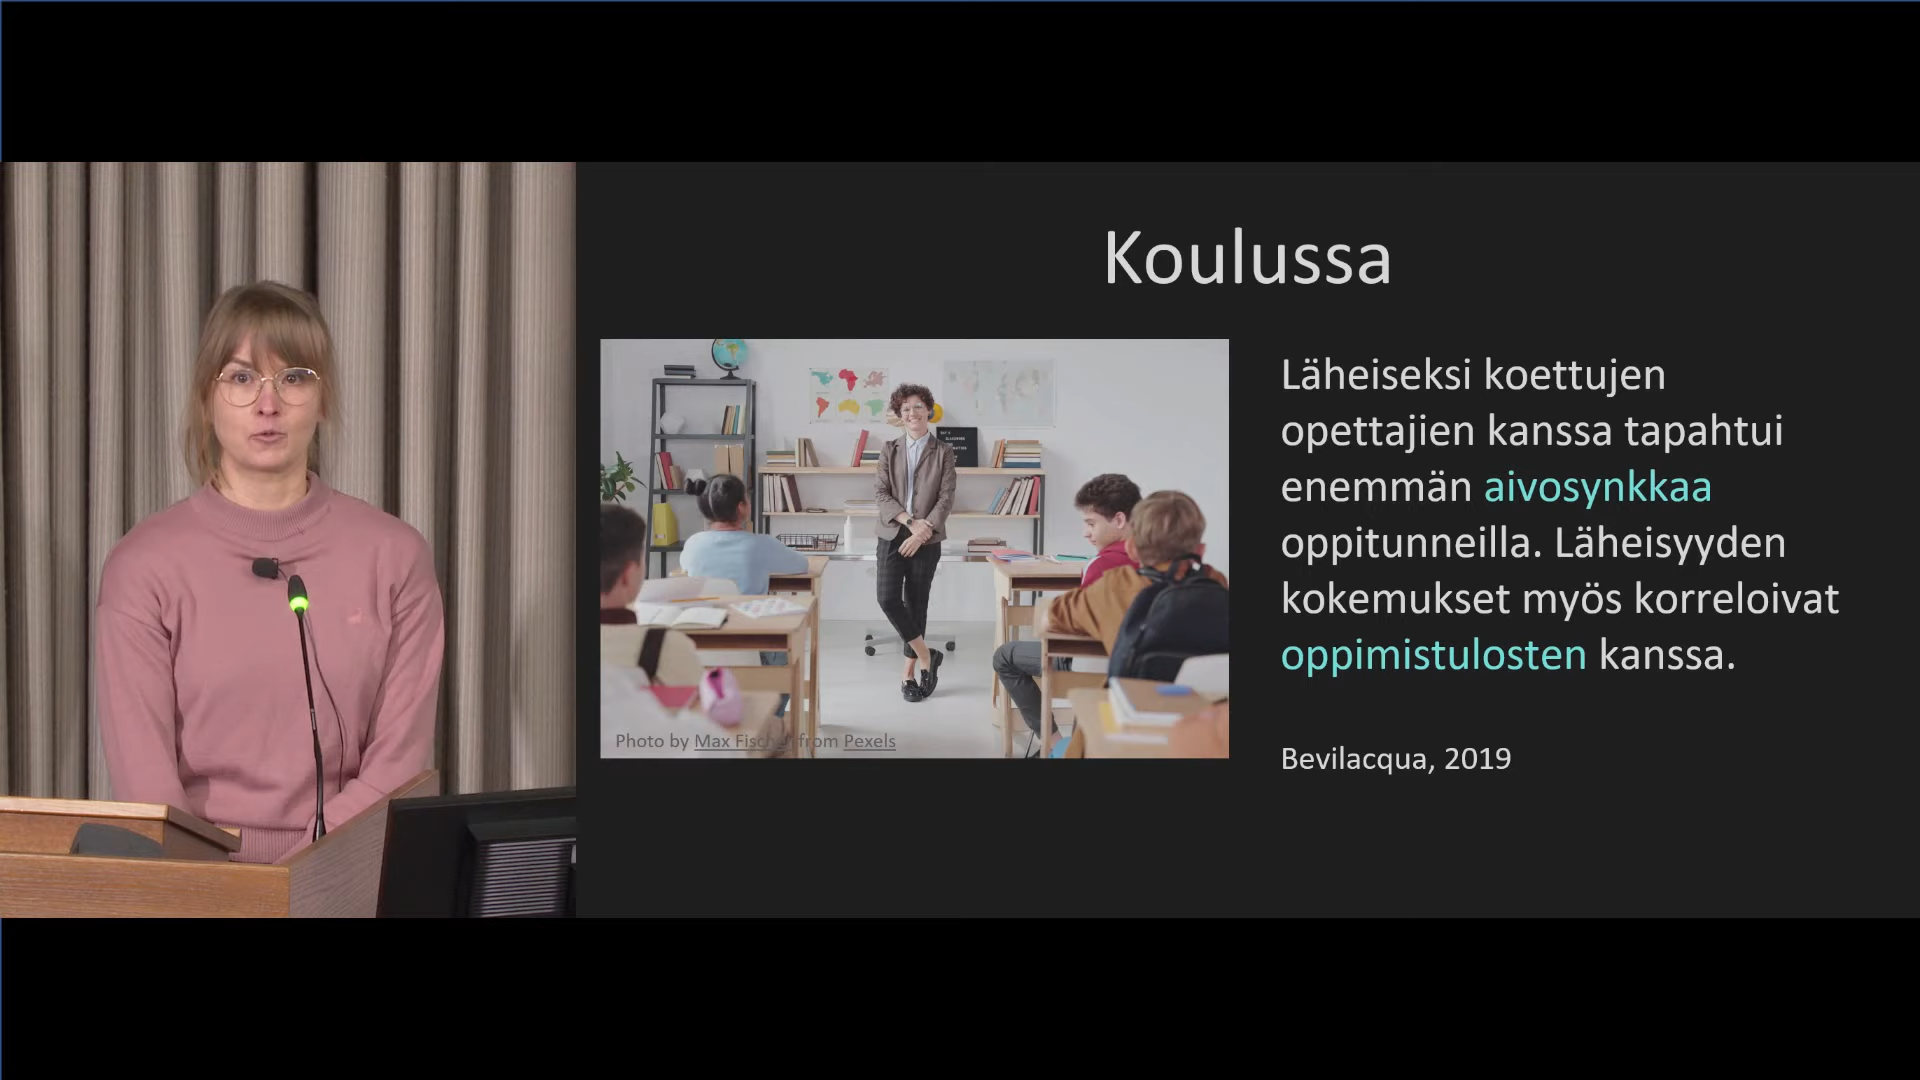 Koulussa
Läheiseksi koettujen
opettajien kanssa tapahtui
enemmän aivosynkkaa
oppitunneilla. Läheisyyden
kokemukset myös korreloivat
oppimistulosten kanssa.
Photo by Max Fischer from Pexels
Bevilacqua, 2019